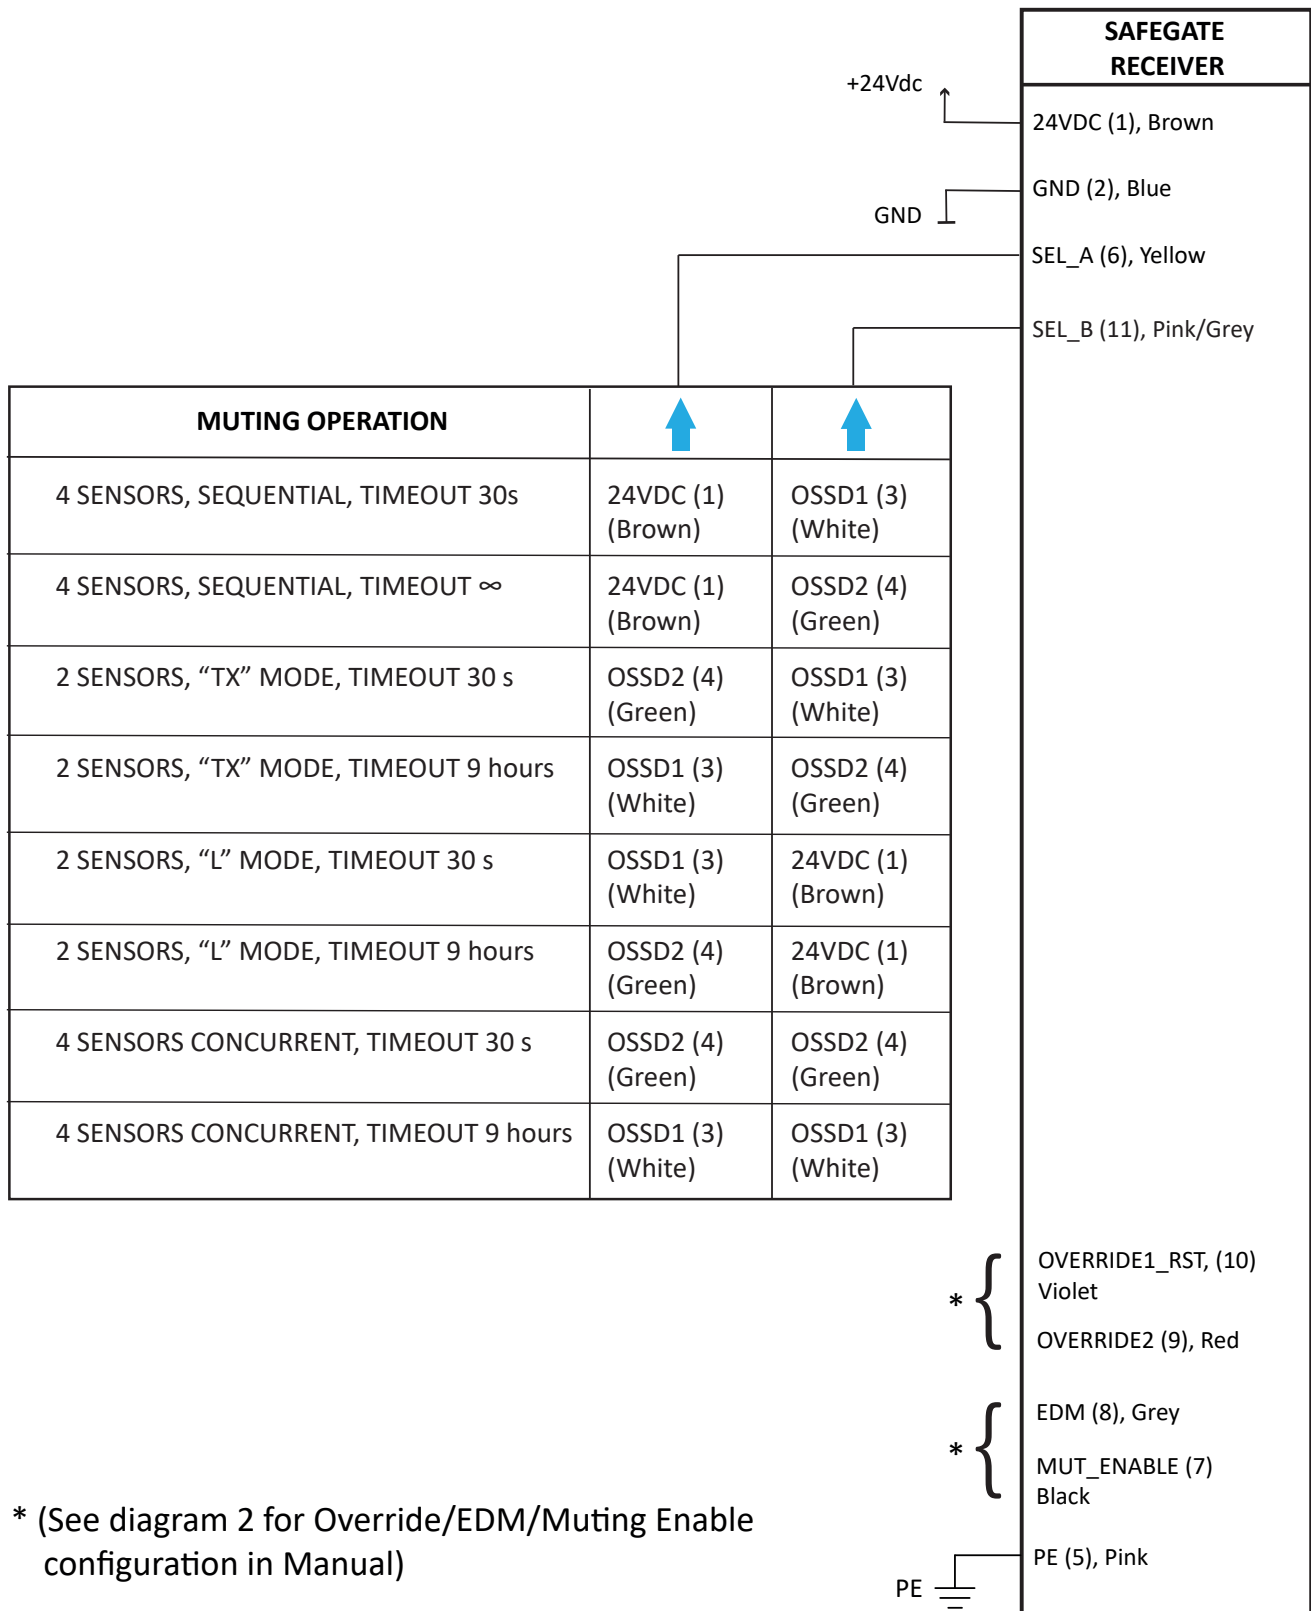 SAFEGATE
RECEIVER
+24Vdc
24VDC (1), Brown
GND (2), Blue
GND
SEL_A (6), Yellow
SEL_B (11), Pink/Grey
MUTING OPERATION
4 SENSORS, SEQUENTIAL, TIMEOUT 30s
24VDC (1)
(Brown)
OSSD1 (3)
(White)
4 SENSORS, SEQUENTIAL, TIMEOUT ∞
24VDC (1)
(Brown)
OSSD2 (4)
(Green)
2 SENSORS, “TX” MODE, TIMEOUT 30 s
OSSD2 (4)
(Green)
OSSD1 (3)
(White)
2 SENSORS, “TX” MODE, TIMEOUT 9 hours
OSSD1 (3)
(White)
OSSD2 (4)
(Green)
2 SENSORS, “L” MODE, TIMEOUT 30 s
OSSD1 (3)
(White)
24VDC (1)
(Brown)
2 SENSORS, “L” MODE, TIMEOUT 9 hours
OSSD2 (4)
(Green)
24VDC (1)
(Brown)
4 SENSORS CONCURRENT, TIMEOUT 30 s
OSSD2 (4)
(Green)
OSSD2 (4)
(Green)
4 SENSORS CONCURRENT, TIMEOUT 9 hours
OSSD1 (3)
(White)
OSSD1 (3)
(White)
OVERRIDE1_RST, (10)
Violet
*
OVERRIDE2 (9), Red
EDM (8), Grey
*
MUT_ENABLE (7)
Black
* (See diagram 2 for Override/EDM/Muting Enable
configuration in Manual)
PE (5), Pink
PE